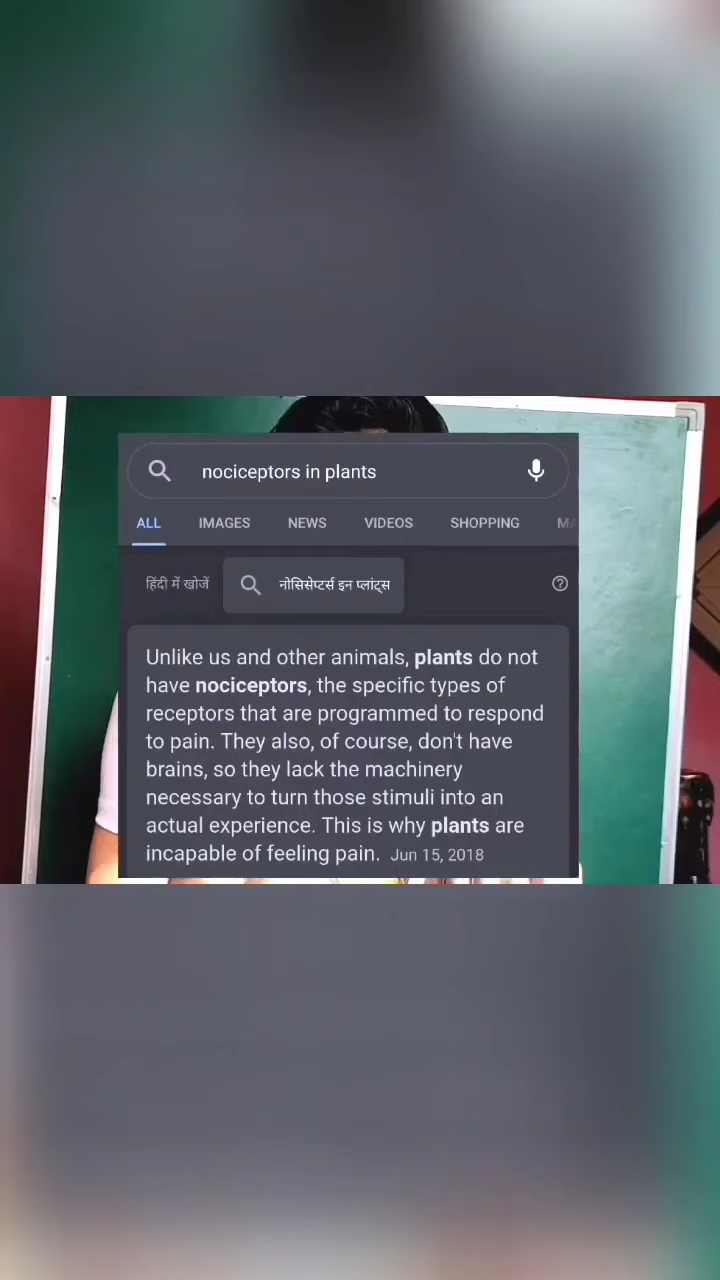 nociceptors in plants
ALL IMAGES NEWS VIDEOS SHOPPING
हिंदी में खोजें नोसिसेप्टर्स इन प्लांट्स
Unlike us and other animals, plants do not
have nociceptors, the specific types of
receptors that are programmed to respond
to pain. They also, of course, don't have
brains, so they lack the machinery
necessary to turn those stimuli into an
actual experience. This is why plants are
incapable of feeling pain. Jun 15, 2018